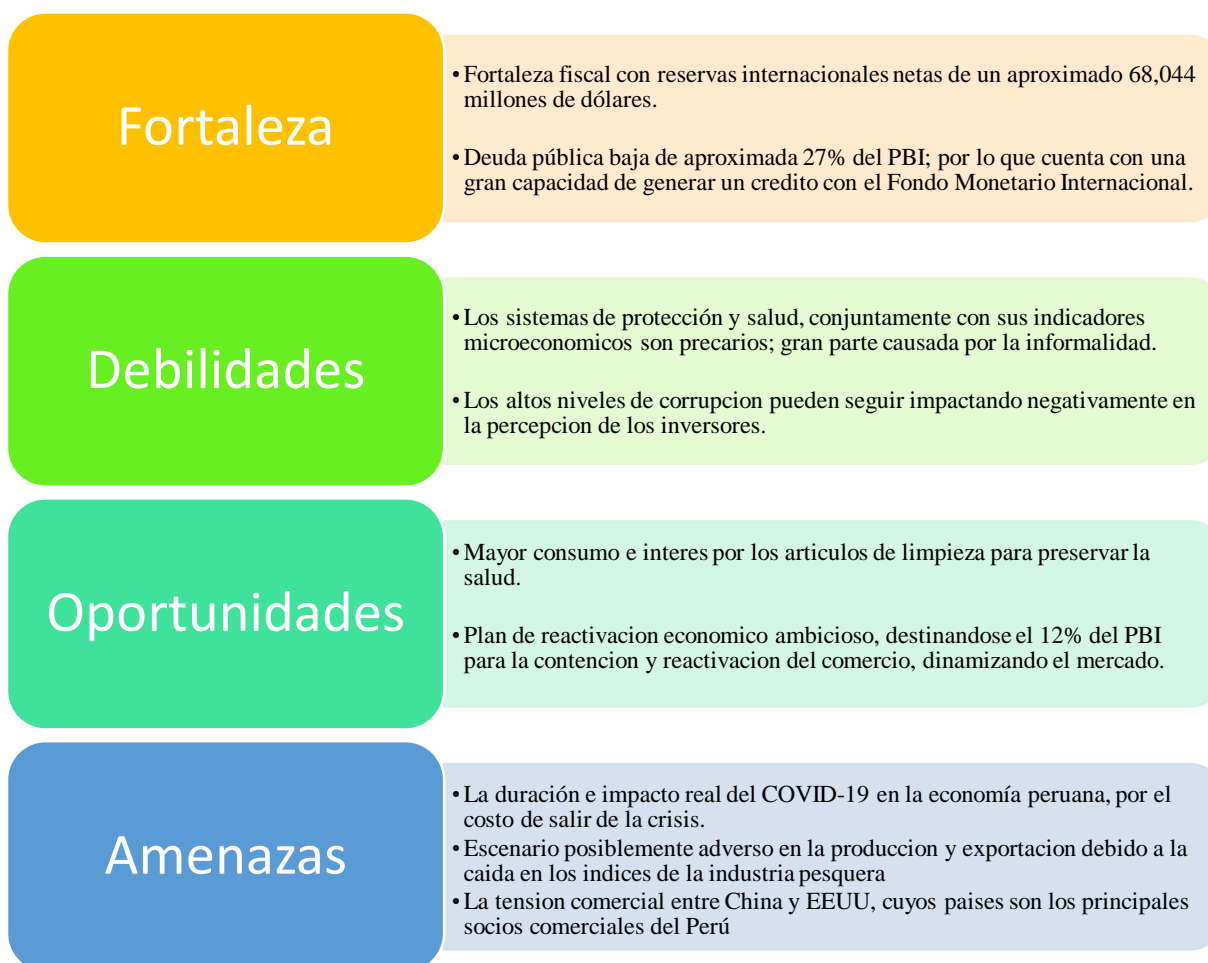 Fortaleza
• Fortaleza fiscal con reservas internacionales netas de un aproximado 68,044
millones de dólares.
• Deuda pública baja de aproximada 27% del PBI; por lo que cuenta con una
gran capacidad de generar un credito con el Fondo Monetario Internacional.
Debilidades
• Los sistemas de protección y salud, conjuntamente con sus indicadores
microeconomicos son precarios; gran parte causada por la informalidad.
• Los altos niveles de corrupcion pueden seguir impactando negativamente en
la percepcion de los inversores.
Oportunidades
• Mayor consumo e interes por los articulos de limpieza para preservar la
salud.
• Plan de reactivacion economico ambicioso, destinandose el 12% del PBI
para la contencion y reactivacion del comercio, dinamizando el mercado.
Amenazas
• La duración e impacto real del COVID-19 en la economía peruana, por el
costo de salir de la crisis.
• Escenario posiblemente adverso en la produccion y exportacion debido a la
caida en los indices de la industria pesquera
• La tension comercial entre China y EEUU, cuyos paises son los principales
socios comerciales del Perú